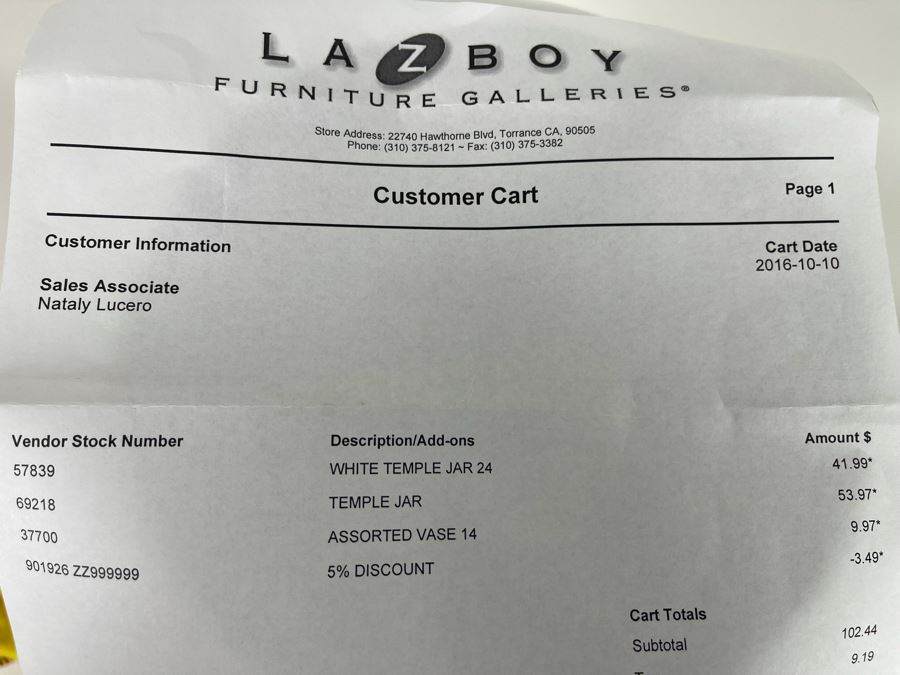 LA Z BOY
FURNITURE GALLERIES®
Store Address: 22740 Hawthorne Blvd, Torrance CA, 90505
Phone: (310) 375-8121 ~ Fax: (310) 375-3382
Customer Cart Page 1
Customer Information Cart Date
2016-10-10
Sales Associate
Nataly Lucero
Vendor Stock Number Description/Add-ons Amount $
57839 WHITE TEMPLE JAR 24 41.99*
69218 TEMPLE JAR 53.97*
37700 ASSORTED VASE 14 9.97*
901926 ZZ999999 5% DISCOUNT -3.49*
Cart Totals
Subtotal 102.44
9.19